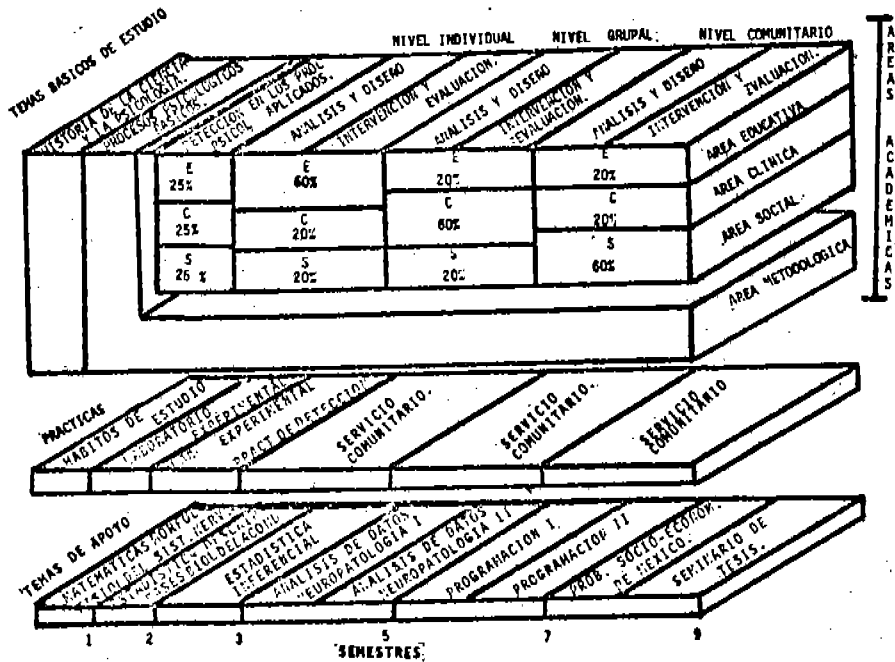 NIVEL INDIVIDUAL NIVEL GRUPAL: NIVEL COMUNITARIO
AREAS ACADEMICAS
TEMAS BASICOS DE ESTUDIO
HISTORIA DE LA CIENCIA
Y LA PSICOLOGIA.
PROCESOS PSICOLOGICOS
BASICOS.
DETECCION EN LOS PROB
PSICOL APLICADOS.
ANALISIS Y DISEÑO
INTERVENCION Y
EVALUACION.
ANALISIS Y DISEÑO
INTERVENCION Y
EVALUACION.
ANALISIS Y DISEÑO
INTERVENCION Y
EVALUACION.
AREA EDUCATIVA
AREA CLINICA
AREA SOCIAL
AREA METODOLOGICA
E
25%
E
60%
E
20%
E
20%
C
25%
C
20%
C
60%
C
20%
S
25 %
S
20%
S
20%
S
60%
PRACTICAS
HABITOS DE ESTUDIO
LABORATORIO
EXPERIMENTAL
EXPERIMENTAL
PRACT DE DETECCION
SERVICIO
COMUNITARIO.
SERVICIO
COMUNITARIO.
SERVICIO
COMUNITARIO
TEMAS DE APOYO
MATEMATICAS
SIST. NERV.
ESTADISTICA
INFERENCIAL
ANALISIS DE DATOS
NEUROPATOLOGIA I
ANALISIS DE DATOS
NEUROPATOLOGIA II
PROGRAMACION I
PROGRAMACION II
PROB. SOCIO-ECONOM.
DE MEXICO.
SEMINARIO DE
TESIS.
1 2 3 5 7 9
SEMESTRES